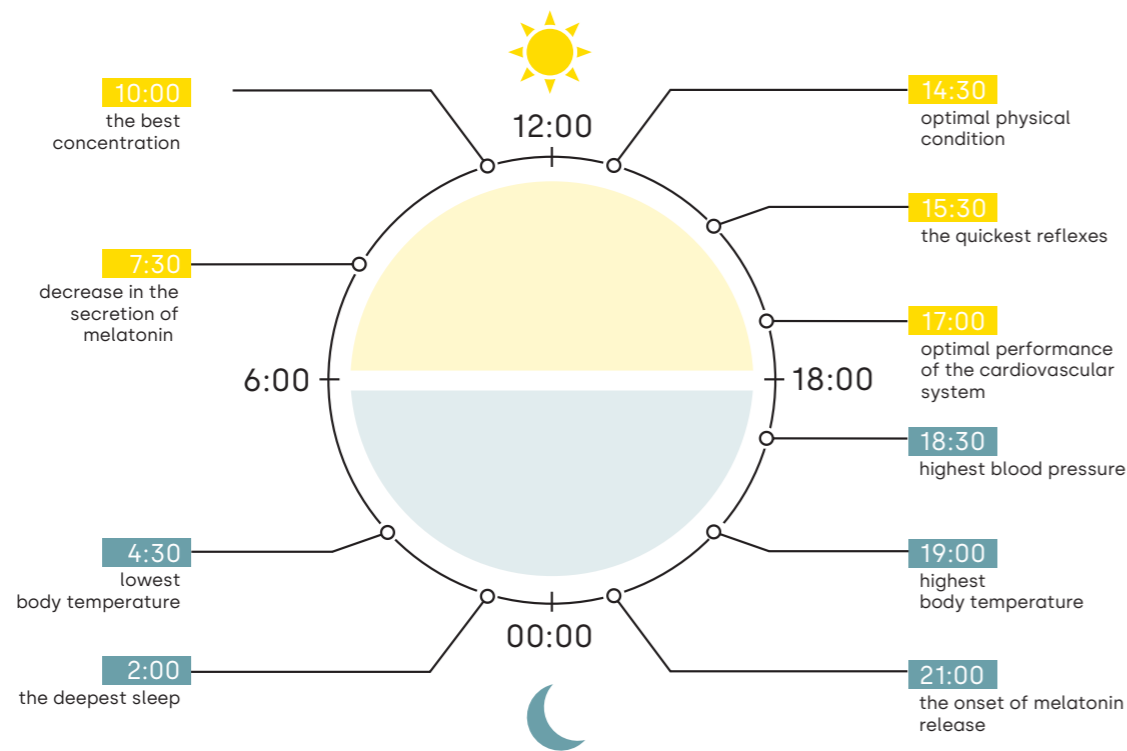 10:00
the best
concentration
7:30
decrease in the
secretion of
melatonin
6:00
4:30
lowest
body temperature
2:00
the deepest sleep
12:00
00:00
14:30
optimal physical
condition
15:30
the quickest reflexes
17:00
optimal performance
of the cardiovascular
system
18:00
18:30
highest blood pressure
19:00
highest
body temperature
21:00
the onset of melatonin
release